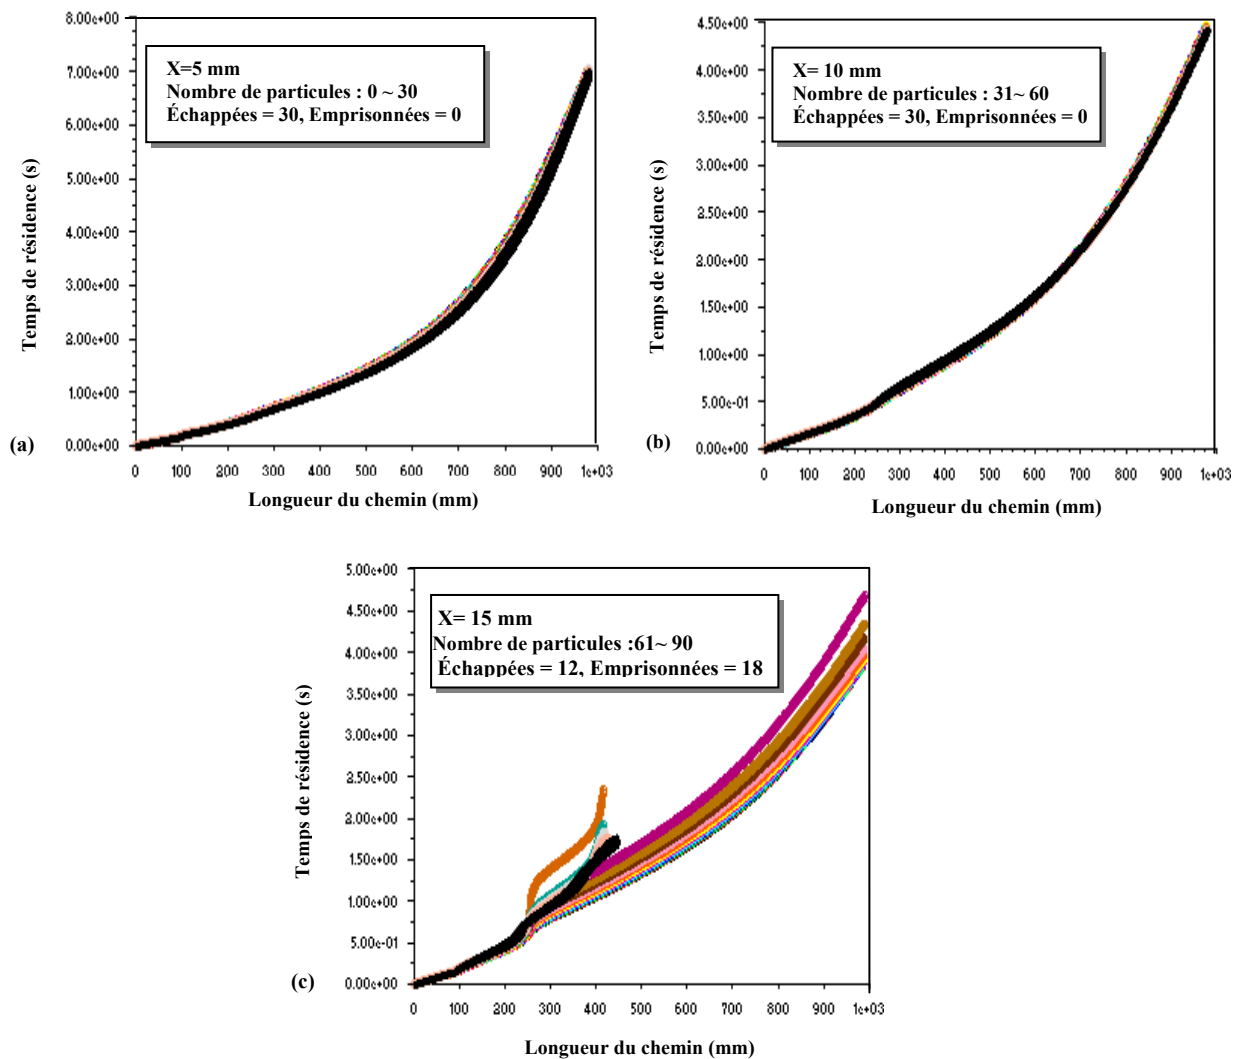 8.00e+00
7.00e+00
6.00e+00
5.00e+00
4.00e+00
3.00e+00
2.00e+00
1.00e+00
0.00e+00
X=5 mm
Nombre de particules : 0 ~ 30
Échappées = 30, Emprisonnées = 0
Temps de résidence (s)
(a)
0 100 200 300 400 500 600 700 800 900 1e+03
Longueur du chemin (mm)
4.50e+00
4.00e+00
3.50e+00
3.00e+00
2.50e+00
2.00e+00
1.50e+00
1.00e+00
5.00e-01
0.00e+00
X= 10 mm
Nombre de particules : 31~ 60
Échappées = 30, Emprisonnées = 0
Temps de résidence (s)
(b)
0 100 200 300 400 500 600 700 800 900 1e+03
Longueur du chemin (mm)
5.00e+00
4.50e+00
4.00e+00
3.50e+00
3.00e+00
2.50e+00
2.00e+00
1.50e+00
1.00e+00
5.00e-01
0.00e+00
X= 15 mm
Nombre de particules :61~ 90
Échappées = 12, Emprisonnées = 18
Temps de résidence (s)
(c)
0 100 200 300 400 500 600 700 800 900 1e+03
Longueur du chemin (mm)